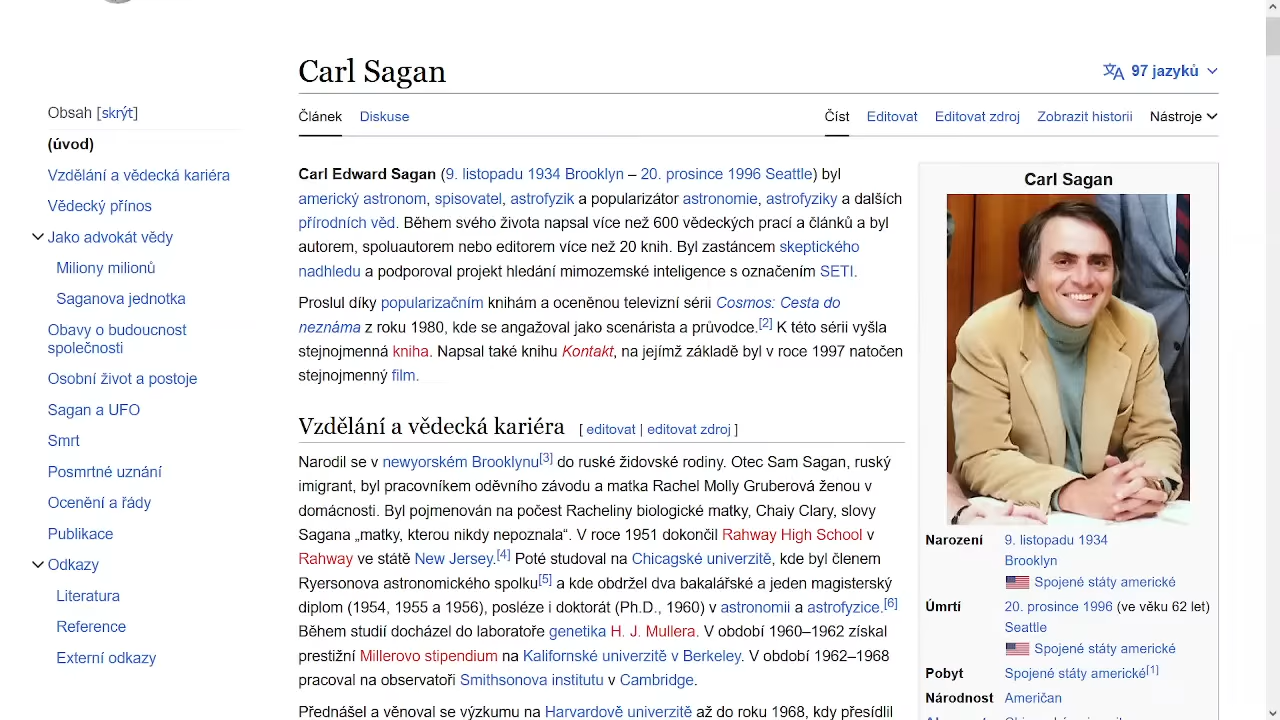 Carl Sagan
97 jazyků
Obsah [skrýt]
(úvod)
Vzdělání a vědecká kariéra
Vědecký přínos
Jako advokát vědy
Miliony milionů
Saganova jednotka
Obavy o budoucnost
společnosti
Osobní život a postoje
Sagan a UFO
Smrt
Posmrtné uznání
Ocenění a řády
Publikace
Odkazy
Literatura
Reference
Externí odkazy
Článek Diskuse Číst Editovat Editovat zdroj Zobrazit historii Nástroje
Carl Edward Sagan (9. listopadu 1934 Brooklyn – 20. prosince 1996 Seattle) byl
americký astronom, spisovatel, astrofyzik a popularizátor astronomie, astrofyziky a dalších
přírodních věd. Během svého života napsal více než 600 vědeckých prací a článků a byl
autorem, spoluautorem nebo editorem více než 20 knih. Byl zastáncem skeptického
nadhledu a podporoval projekt hledání mimozemské inteligence s označením SETI.
Proslul díky popularizačním knihám a oceněnou televizní sérii Cosmos: Cesta do
neznáma z roku 1980, kde se angažoval jako scenárista a průvodce.[2] K této sérii vyšla
stejnojmenná kniha. Napsal také knihu Kontakt, na jejímž základě byl v roce 1997 natočen
stejnojmenný film.
Vzdělání a vědecká kariéra [ editovat | editovat zdroj ]
Narodil se v newyorském Brooklynu[3] do ruské židovské rodiny. Otec Sam Sagan, ruský
imigrant, byl pracovníkem oděvního závodu a matka Rachel Molly Gruberová ženou v
domácnosti. Byl pojmenován na počest Racheliny biologické matky, Chaiy Clary, slovy
Sagana „matky, kterou nikdy nepoznala“. V roce 1951 dokončil Rahway High School v
Rahway ve státě New Jersey.[4] Poté studoval na Chicagské univerzitě, kde byl členem
Ryersonova astronomického spolku[5] a kde obdržel dva bakalářské a jeden magisterský
diplom (1954, 1955 a 1956), posléze i doktorát (Ph.D., 1960) v astronomii a astrofyzice.[6]
Během studií docházel do laboratoře genetika H. J. Mullera. V období 1960–1962 získal
prestižní Millerovo stipendium na Kalifornské univerzitě v Berkeley. V období 1962–1968
pracoval na observatoři Smithsonova institutu v Cambridge.
Přednášel a věnoval se výzkumu na Harvardově univerzitě až do roku 1968, kdy přesídlil
Carl Sagan
Narození 9. listopadu 1934
Brooklyn
Spojené státy americké
Úmrtí 20. prosince 1996 (ve věku 62 let)
Seattle
Spojené státy americké
Pobyt Spojené státy americké[1]
Národnost Američan